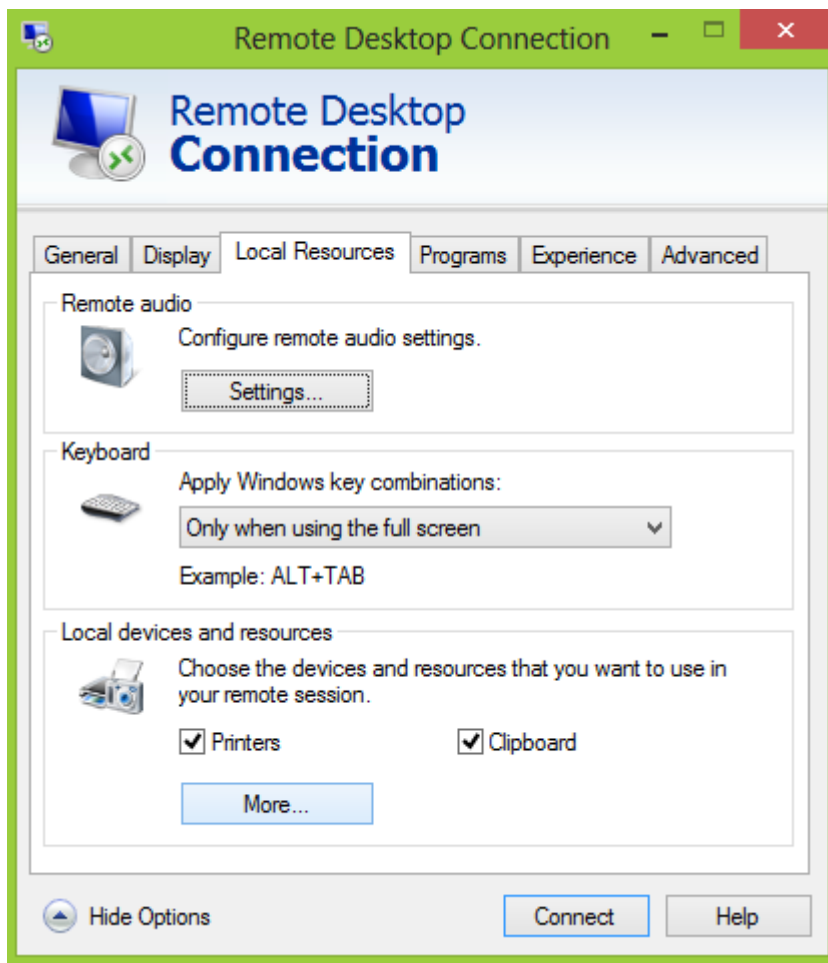 Remote Desktop Connection
Remote Desktop
Connection
General Display Local Resources Programs Experience Advanced
Remote audio
Configure remote audio settings.
Settings...
Keyboard
Apply Windows key combinations:
Only when using the full screen
Example: ALT+TAB
Local devices and resources
Choose the devices and resources that you want to use in
your remote session.
Printers Clipboard
More...
Hide Options Connect Help